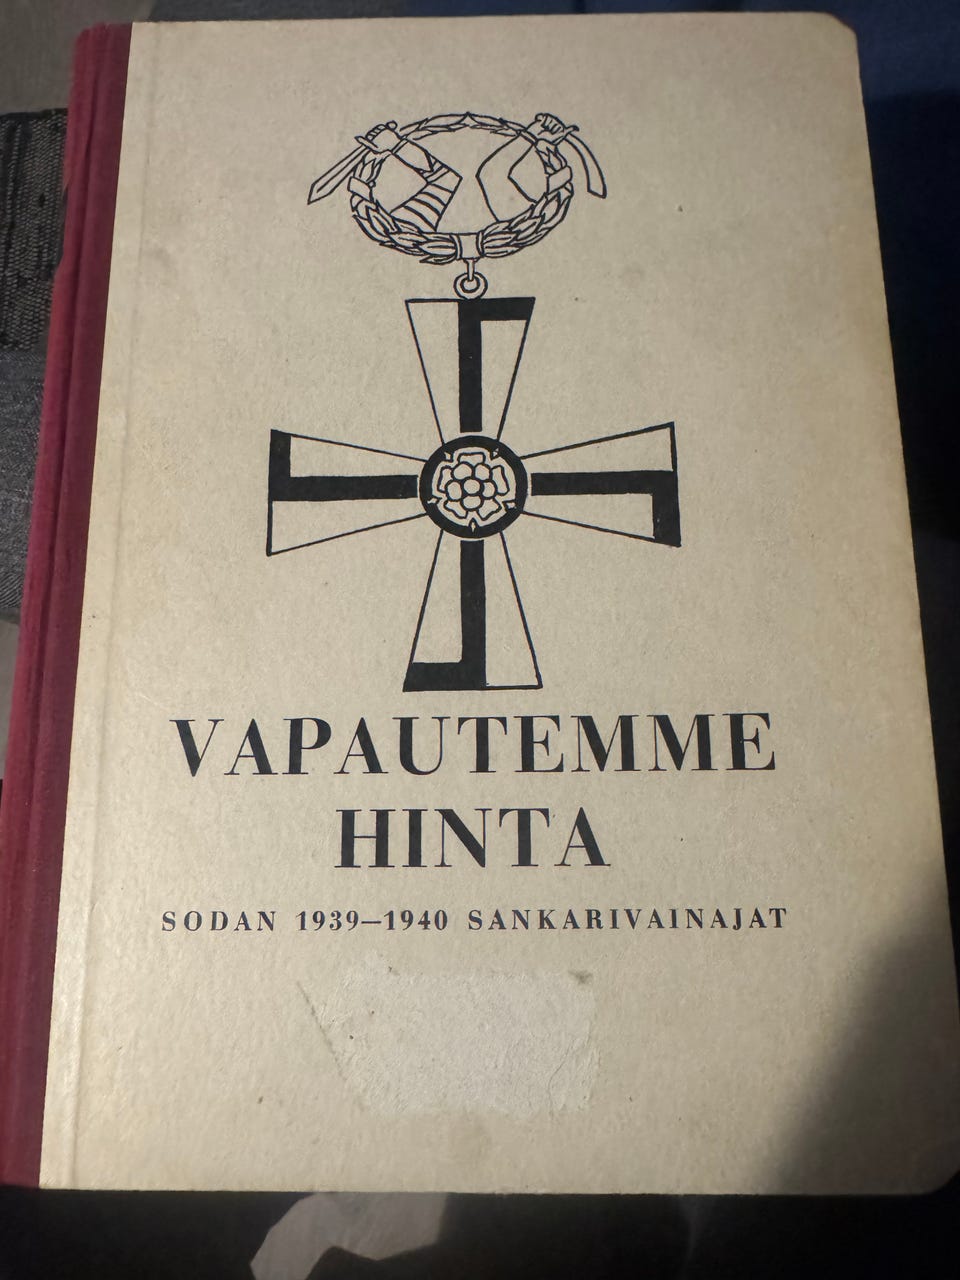 VAPAUTEMME
HINTA
SODAN 1939–1940 SANKARIVAINAJAT